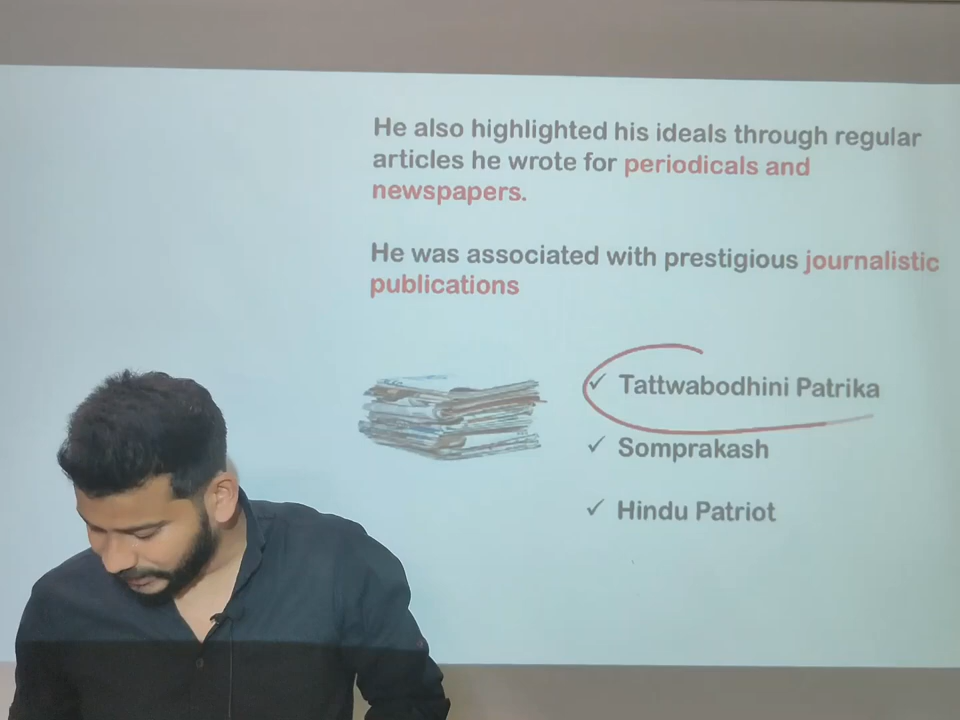 He also highlighted his ideals through regular
articles he wrote for periodicals and
newspapers.
He was associated with prestigious journalistic
publications
✓ Tattwabodhini Patrika
✓ Somprakash
✓ Hindu Patriot